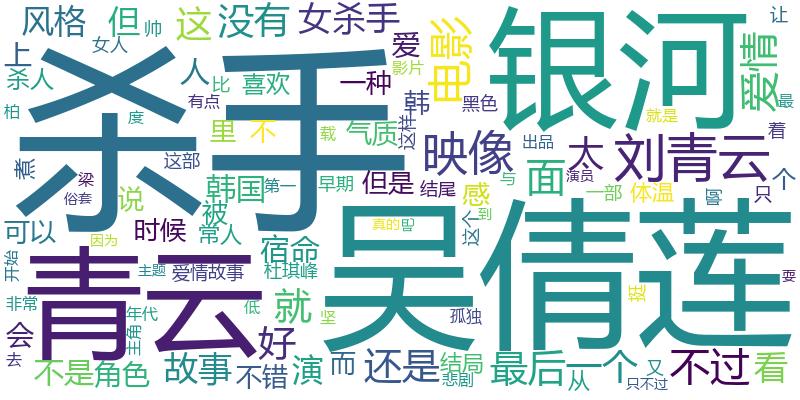 风格
但
帅
这
没有
女杀手
爱
电影
银河
让
上
女人
杀人
柏
人
比
喜欢
一种
影片
韩
黑色
爱情
最
杀手
有点
度
里
不
载
气质
这样
映像
出品
就是
太
刘青云
着
煮
这部
梁
俗套
说
韩国
第一
早期
但是
结尾
感
与
面
演员
一部
体温
只
个
被
可以
时候
常人
宿命
这个
到
真的
因为
开始
青云
主题
爱情故事
杜琪峰
吴倩莲
挺
耍
非常
年代
低
就
坚
孤独
会
去
主角
好
不是
角色
故事
不错
演
而
还是
结局
悲剧
最后
一个
从
又
只不过
不过
看